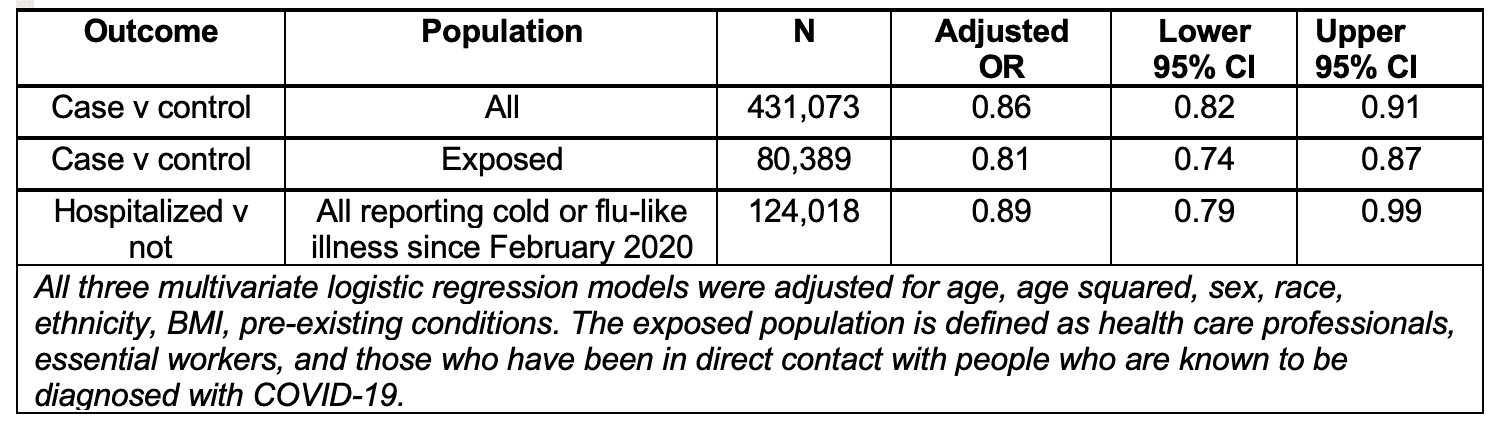 Outcome Population N Adjusted OR Lower 95% CI Upper 95% CI
Case v control All 431,073 0.86 0.82 0.91
Case v control Exposed 80,389 0.81 0.74 0.87
Hospitalized v not All reporting cold or flu-like illness since February 2020 124,018 0.89 0.79 0.99
All three multivariate logistic regression models were adjusted for age, age squared, sex, race,
ethnicity, BMI, pre-existing conditions. The exposed population is defined as health care professionals,
essential workers, and those who have been in direct contact with people who are known to be
diagnosed with COVID-19.